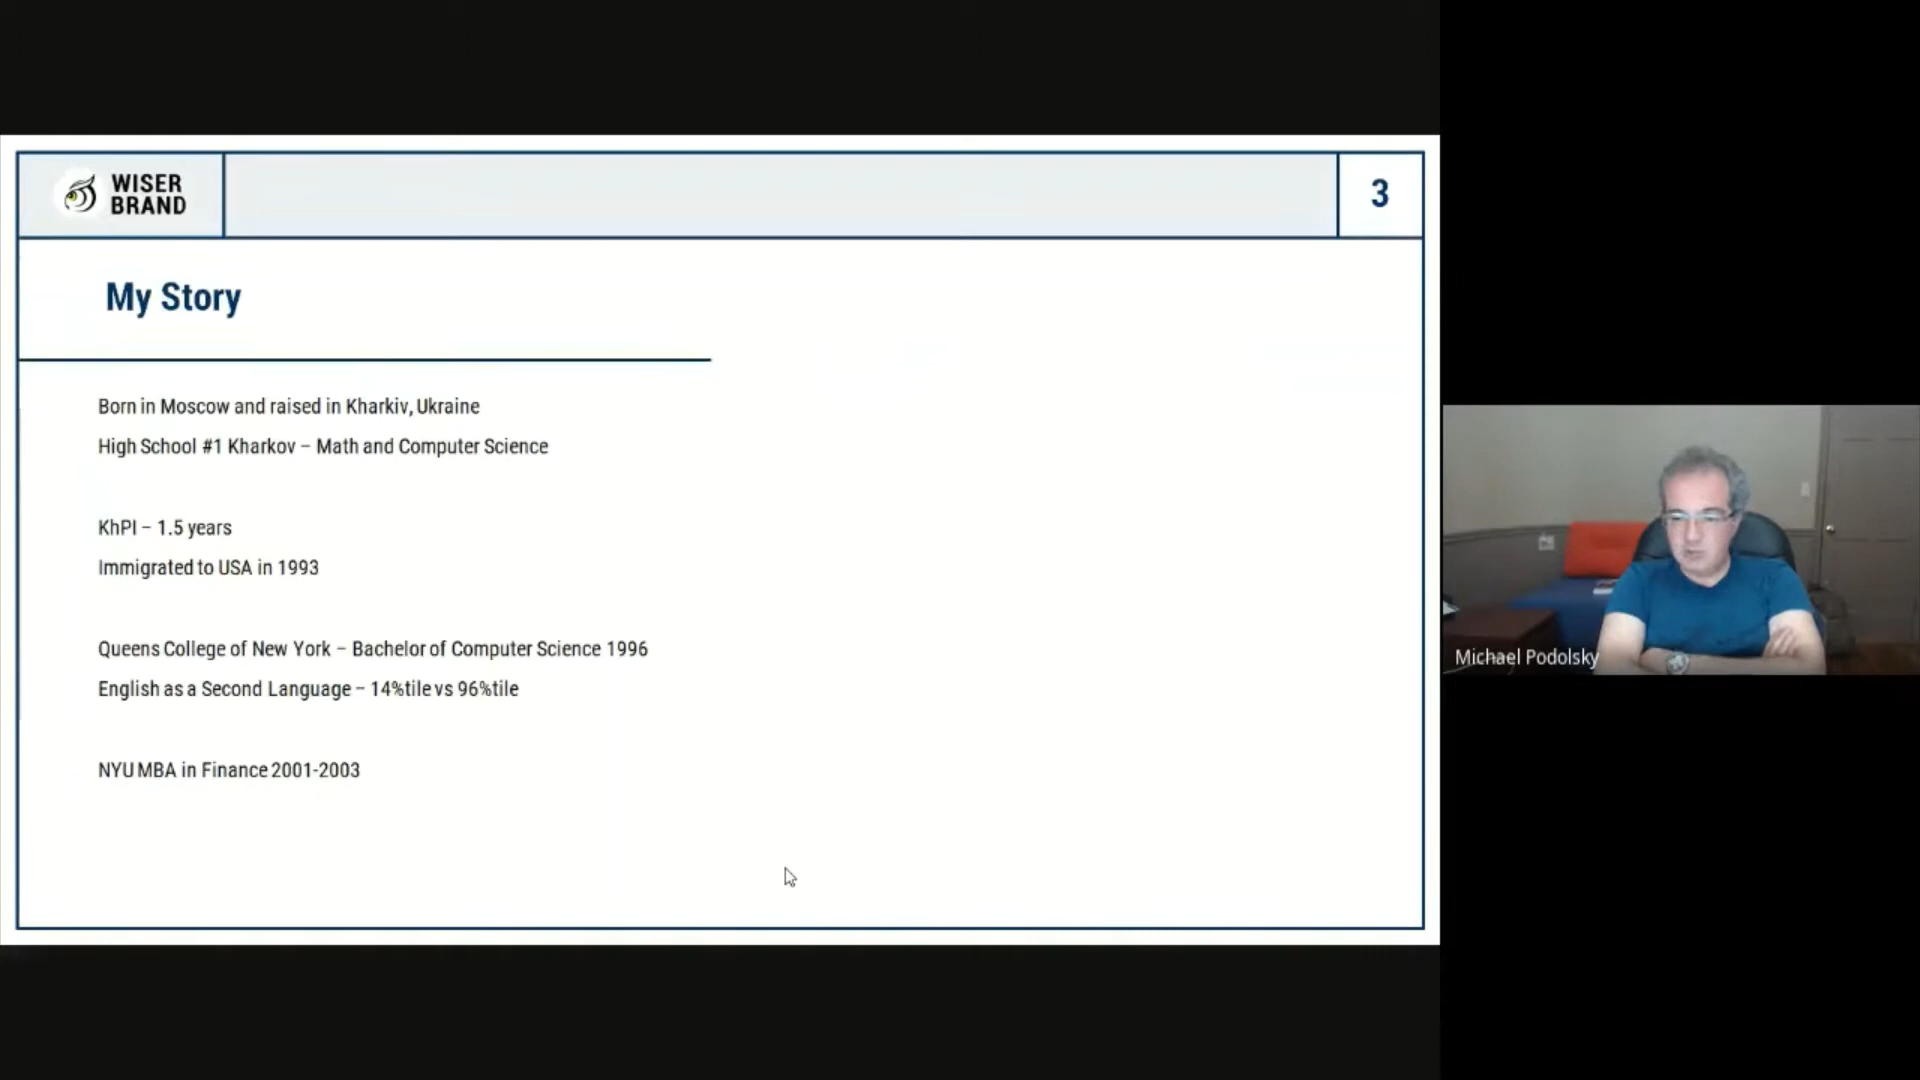 WISER
BRAND
3
My Story
Born in Moscow and raised in Kharkiv, Ukraine
High School #1 Kharkov – Math and Computer Science
KhPI – 1.5 years
Immigrated to USA in 1993
Queens College of New York – Bachelor of Computer Science 1996
English as a Second Language – 14%tile vs 96%tile
NYU MBA in Finance 2001-2003
Michael Podolsky